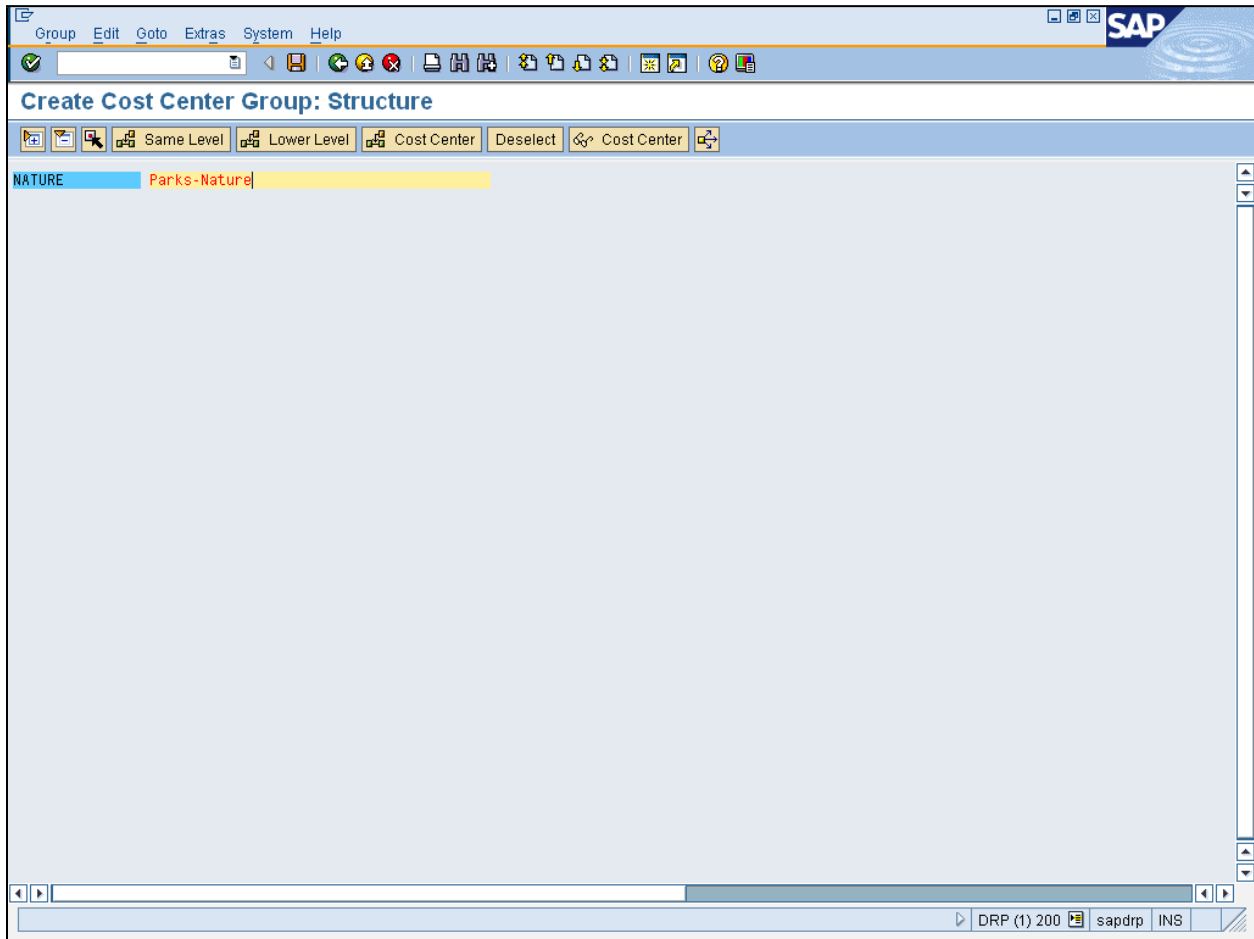 SAP
Group Edit Goto Extras System Help
Create Cost Center Group: Structure
Same Level Lower Level Cost Center Deselect Cost Center
NATURE Parks-Nature
DRP (1) 200 sapdrp INS